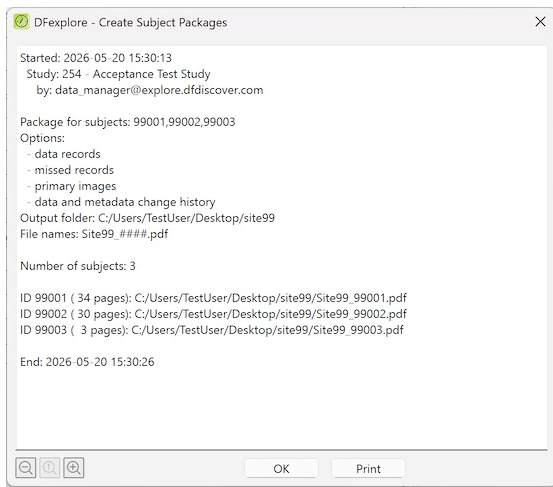 DFexplore - Create Subject Packages
Started: 2026-05-20 15:30:13
Study: 254 - Acceptance Test Study
by: data_manager@explore.dfdiscover.com
Package for subjects: 99001,99002,99003
Options:
- data records
- missed records
- primary images
- data and metadata change history
Output folder: C:/Users/TestUser/Desktop/site99
File names: Site99_####.pdf
Number of subjects: 3
ID 99001 ( 34 pages): C:/Users/TestUser/Desktop/site99/Site99_99001.pdf
ID 99002 ( 30 pages): C:/Users/TestUser/Desktop/site99/Site99_99002.pdf
ID 99003 (  3 pages): C:/Users/TestUser/Desktop/site99/Site99_99003.pdf
End: 2026-05-20 15:30:26
1 OK Print